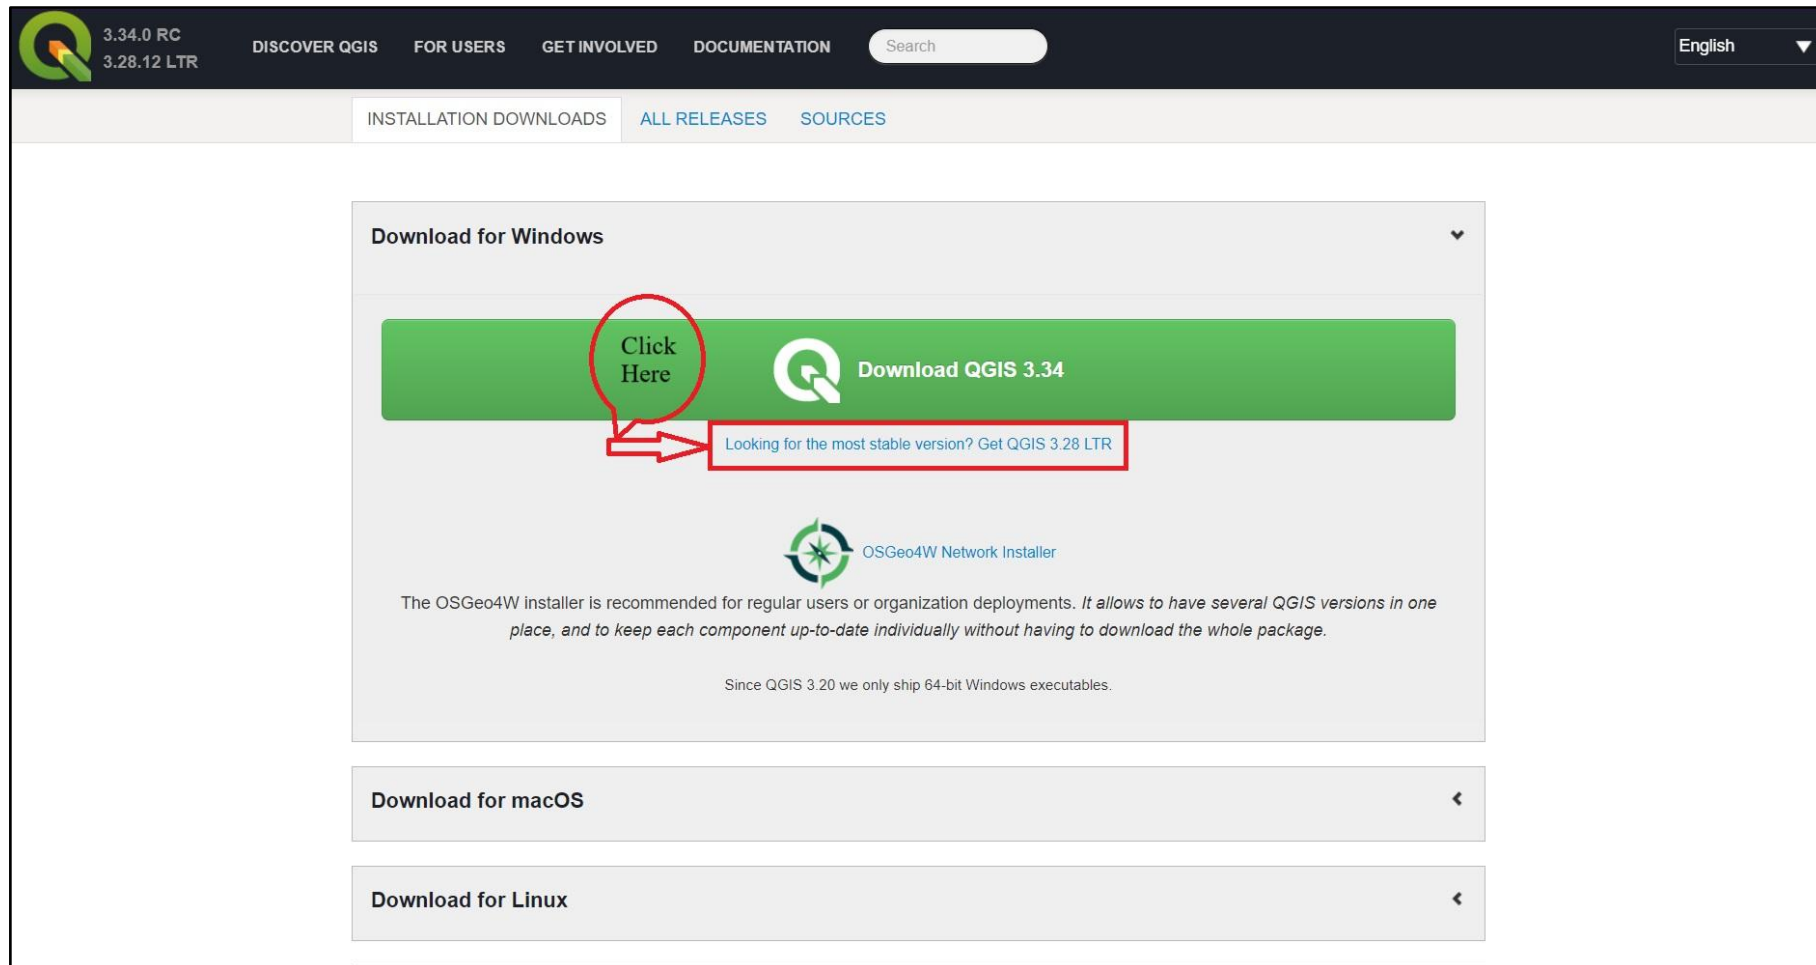 3.34.0 RC
3.28.12 LTR
DISCOVER QGIS FOR USERS GET INVOLVED DOCUMENTATION Search English
INSTALLATION DOWNLOADS ALL RELEASES SOURCES
Download for Windows
Click
Here
Download QGIS 3.34
Looking for the most stable version? Get QGIS 3.28 LTR
OSGeo4W Network Installer
The OSGeo4W installer is recommended for regular users or organization deployments. It allows to have several QGIS versions in one
place, and to keep each component up-to-date individually without having to download the whole package.
Since QGIS 3.20 we only ship 64-bit Windows executables.
Download for macOS
Download for Linux